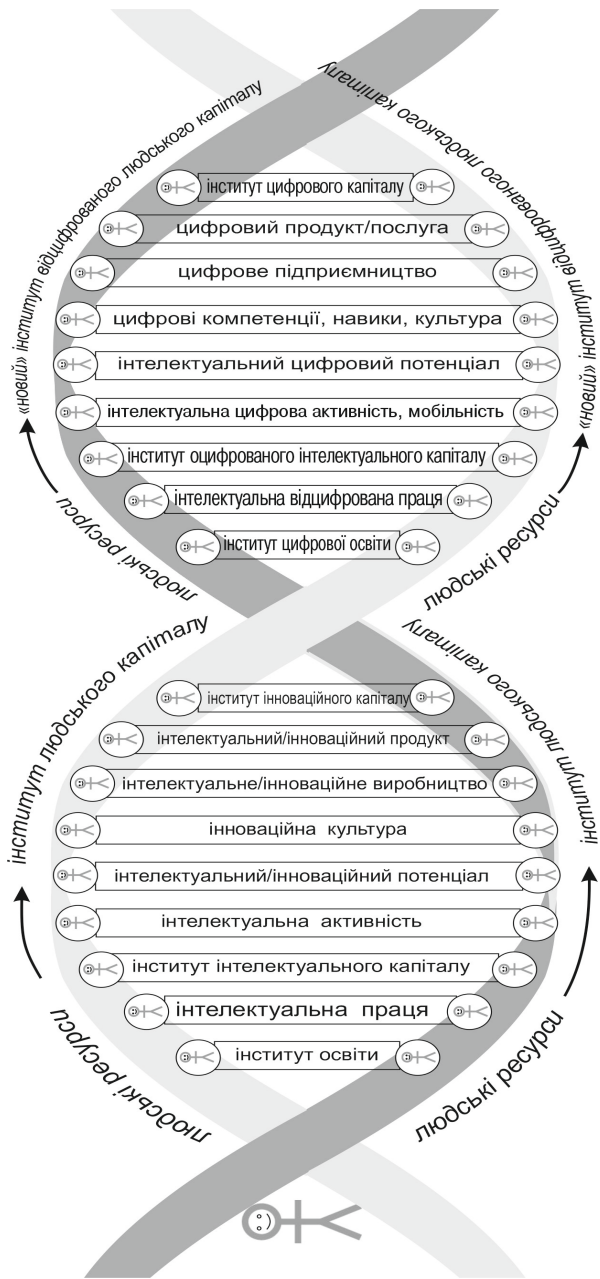 «новий» інститут відцифрованого людського капіталу
«новий» інститут відцифрованого людського капіталу
інститут цифрового капіталу
цифровий продукт/послуга
цифрове підприємництво
цифрові компетенції, навики, культура
інтелектуальний цифровий потенціал
інтелектуальна цифрова активність, мобільність
інститут оцифрованого інтелектуального капіталу
інтелектуальна відцифрована праця
інститут цифрової освіти
людські ресурси
людські ресурси
інститут людського капіталу
інститут людського капіталу
інститут інноваційного капіталу
інтелектуальний/інноваційний продукт
інтелектуальне/інноваційне виробництво
інноваційна культура
інтелектуальний/інноваційний потенціал
інтелектуальна активність
інститут інтелектуального капіталу
інтелектуальна праця
інститут освіти
людські ресурси
людські ресурси